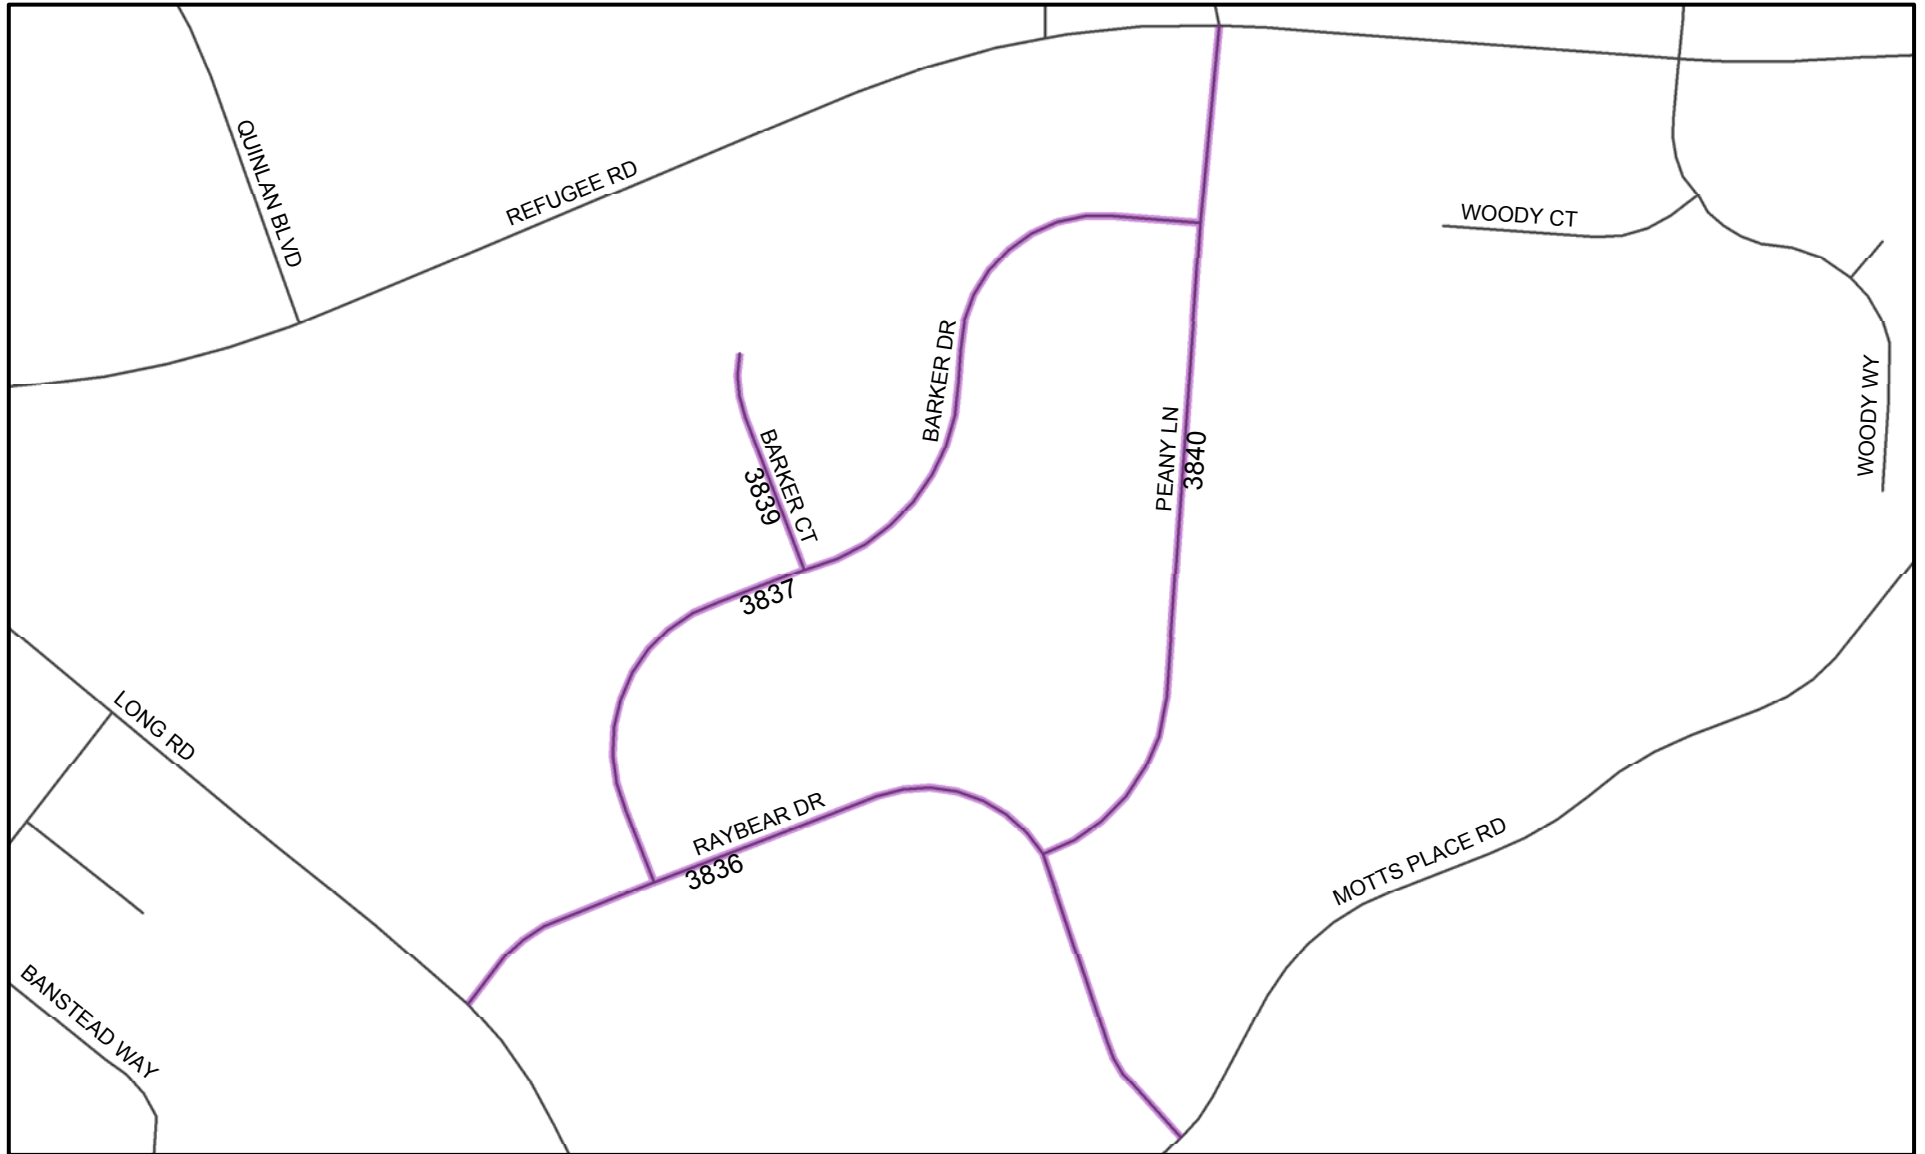 QUINLAN BLVD
REFUGEE RD
WOODY CT
BARKER DR
WOODY WY
PEANY LN
3840
BARKER CT
3839
3837
LONG RD
RAYBEAR DR
3836
MOTTS PLACE RD
BANSTEAD WAY